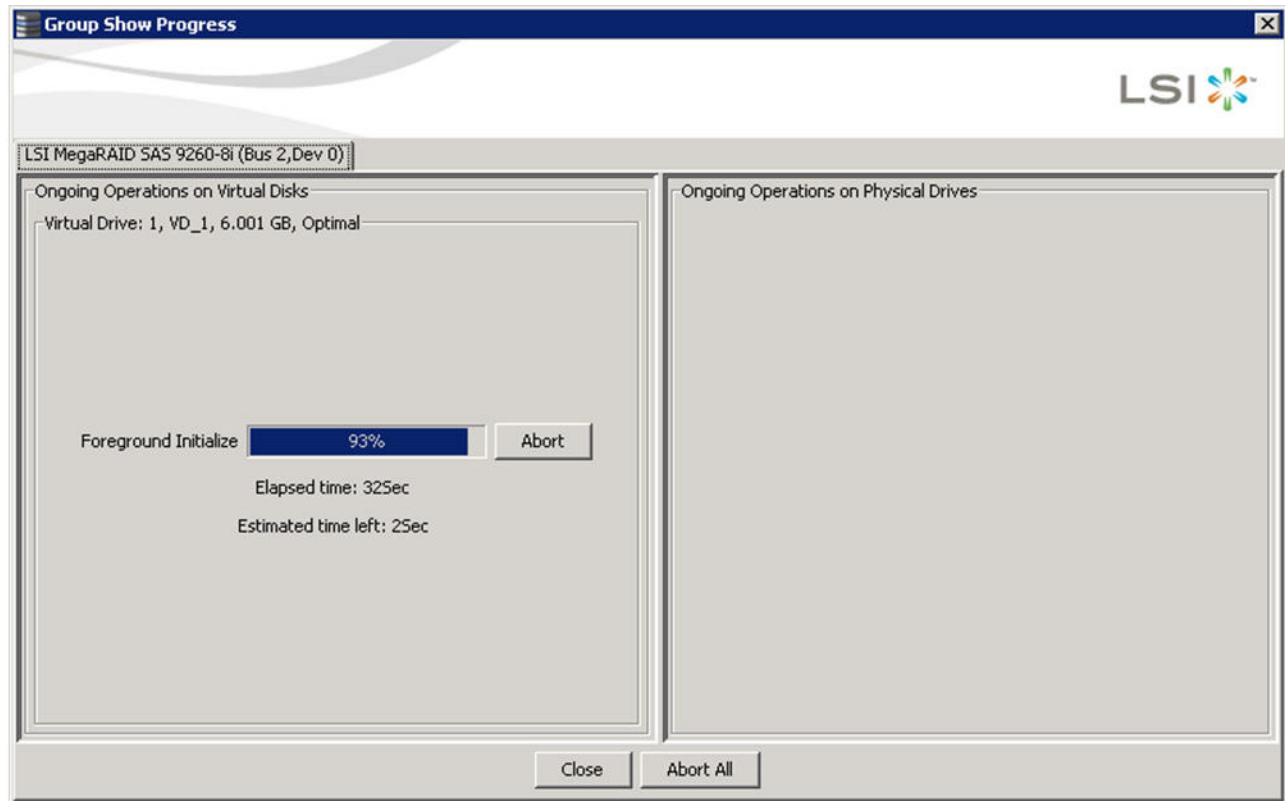 Group Show Progress
LSI
LSI MegaRAID SAS 9260-8i (Bus 2,Dev 0)
Ongoing Operations on Virtual Disks
Virtual Drive: 1, VD_1, 6.001 GB, Optimal
Foreground Initialize 93% Abort
Elapsed time: 32Sec
Estimated time left: 2Sec
Ongoing Operations on Physical Drives
Close Abort All